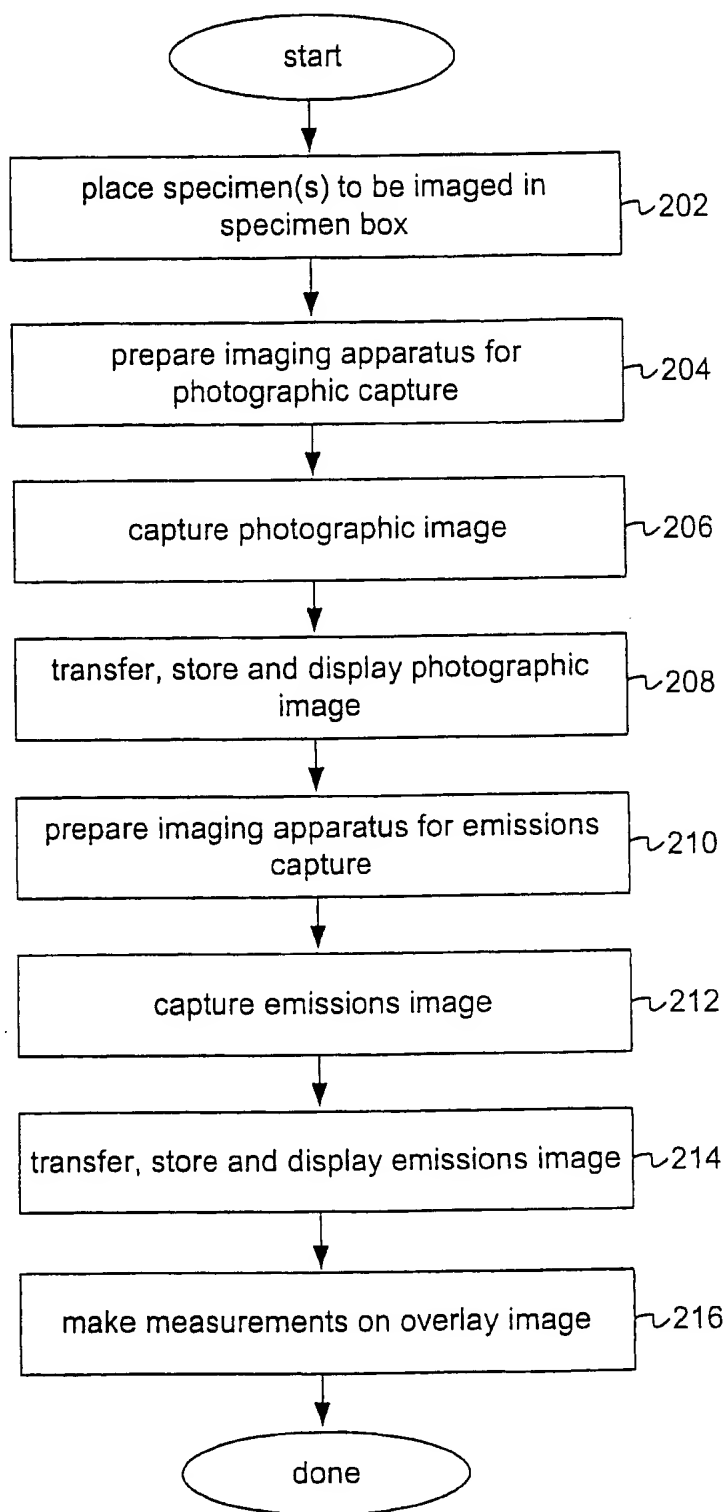 start
place specimen(s) to be imaged in
specimen box
202
prepare imaging apparatus for
photographic capture
204
capture photographic image
206
transfer, store and display photographic
image
208
prepare imaging apparatus for emissions
capture
210
capture emissions image
212
transfer, store and display emissions image
214
make measurements on overlay image
216
done